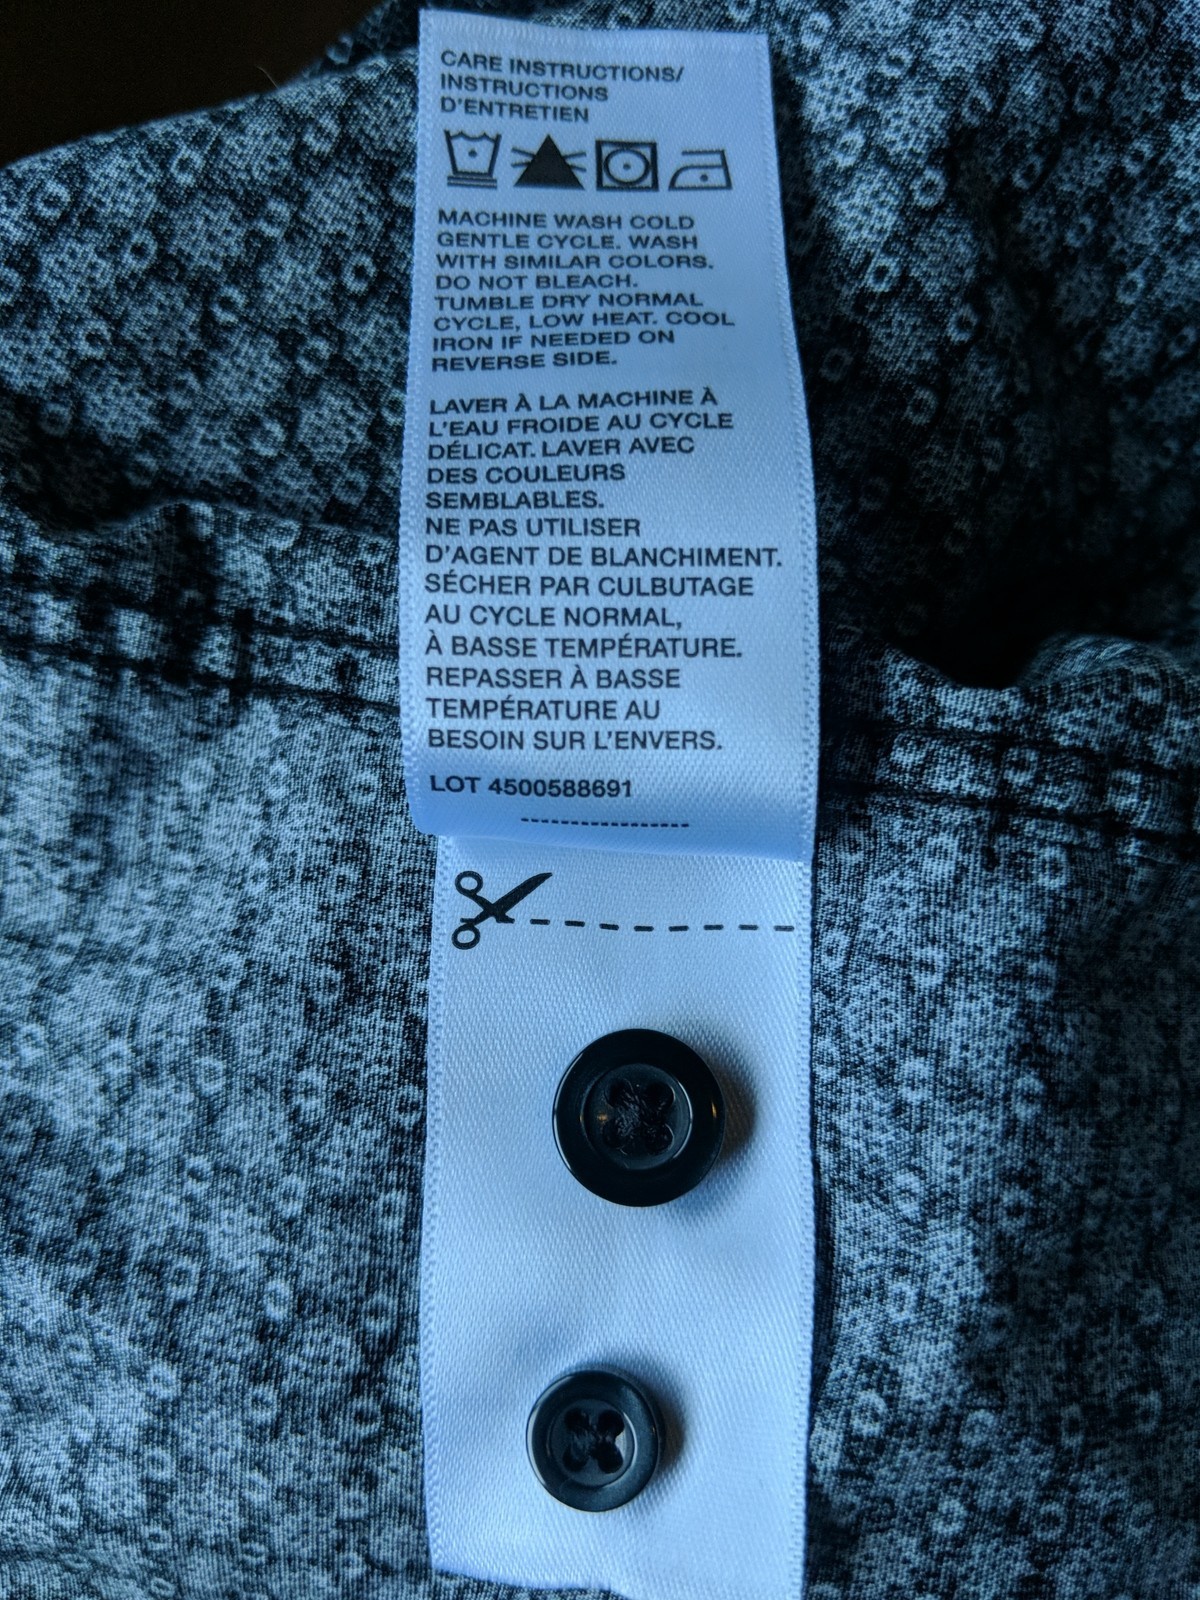 CARE INSTRUCTIONS/
INSTRUCTIONS
D'ENTRETIEN
MACHINE WASH COLD
GENTLE CYCLE. WASH
WITH SIMILAR COLORS.
DO NOT BLEACH.
TUMBLE DRY NORMAL
CYCLE, LOW HEAT. COOL
IRON IF NEEDED ON
REVERSE SIDE.
LAVER À LA MACHINE À
L'EAU FROIDE AU CYCLE
DÉLICAT. LAVER AVEC
DES COULEURS
SEMBLABLES.
NE PAS UTILISER
D'AGENT DE BLANCHIMENT.
SÉCHER PAR CULBUTAGE
AU CYCLE NORMAL,
À BASSE TEMPÉRATURE.
REPASSER À BASSE
TEMPÉRATURE AU
BESOIN SUR L'ENVERS.
LOT 4500588691